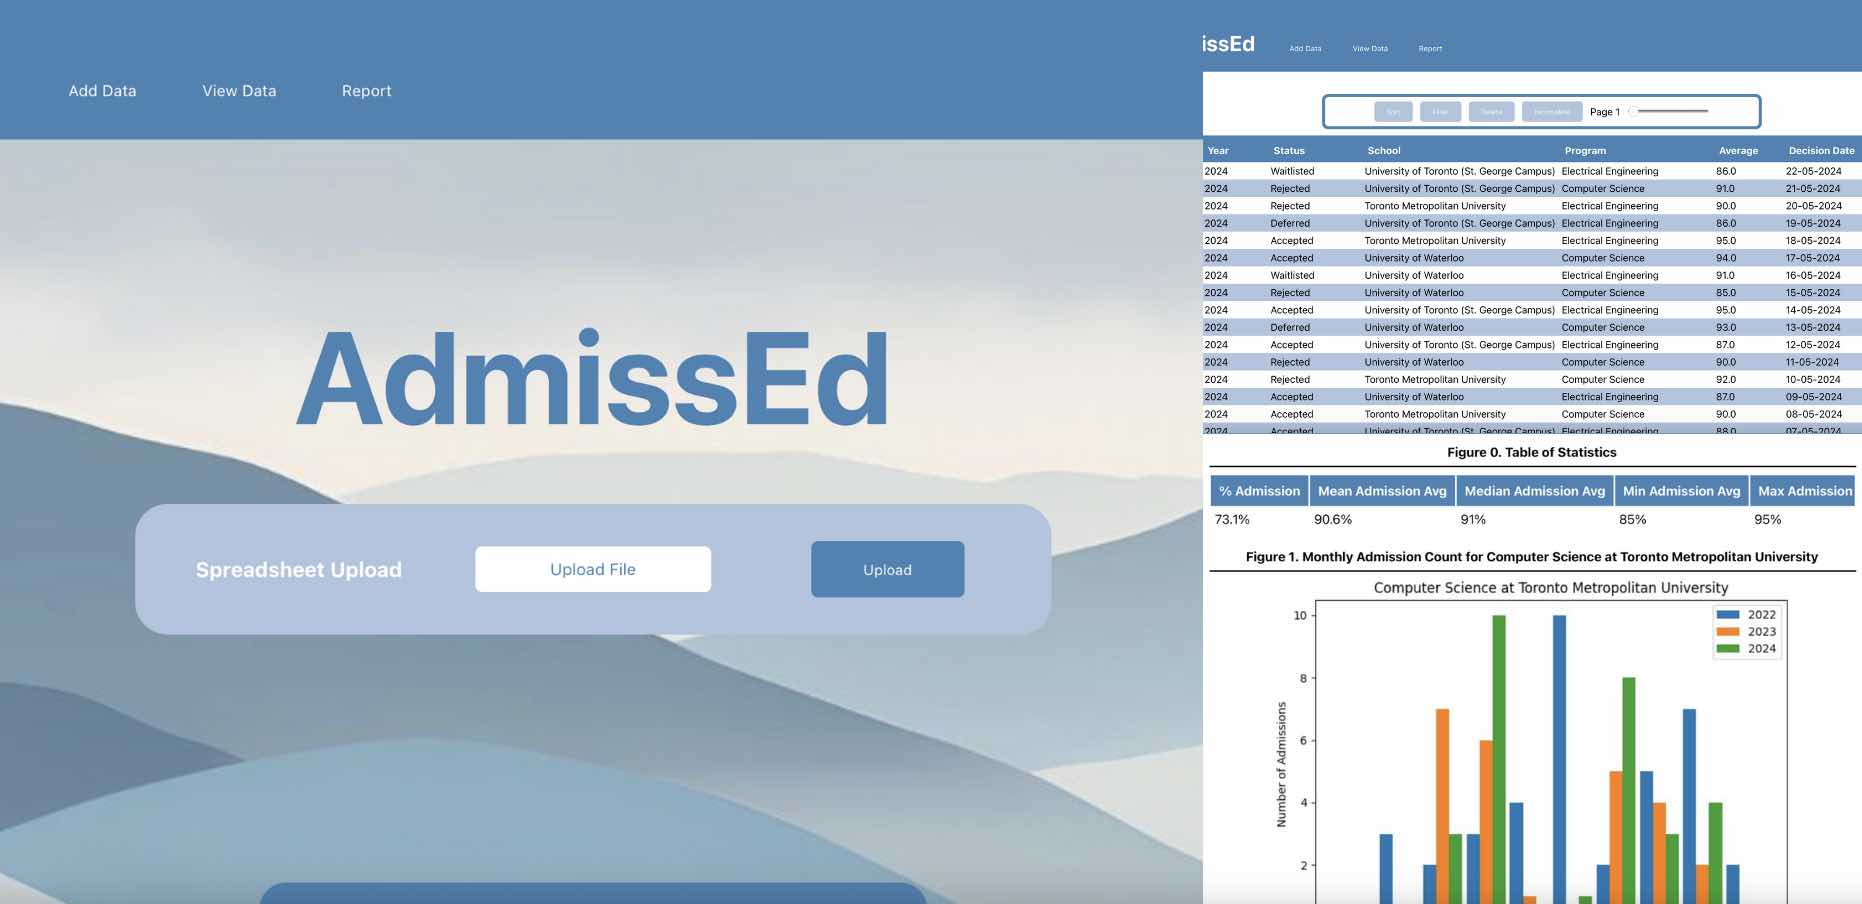 Add Data View Data Report
AdmissEd
Spreadsheet Upload Upload File Upload
issEd Add Data View Data Report
Sort Filter Delete Incomplete Page 1
Year Status School Program Average Decision Date
2024 Waitlisted University of Toronto (St. George Campus) Electrical Engineering 86.0 22-05-2024
2024 Rejected University of Toronto (St. George Campus) Computer Science 91.0 21-05-2024
2024 Rejected Toronto Metropolitan University Electrical Engineering 90.0 20-05-2024
2024 Deferred University of Toronto (St. George Campus) Electrical Engineering 86.0 19-05-2024
2024 Accepted Toronto Metropolitan University Electrical Engineering 95.0 18-05-2024
2024 Accepted University of Waterloo Computer Science 94.0 17-05-2024
2024 Waitlisted University of Waterloo Electrical Engineering 91.0 16-05-2024
2024 Rejected University of Waterloo Computer Science 85.0 15-05-2024
2024 Accepted University of Toronto (St. George Campus) Electrical Engineering 95.0 14-05-2024
2024 Deferred University of Waterloo Computer Science 93.0 13-05-2024
2024 Accepted University of Toronto (St. George Campus) Electrical Engineering 87.0 12-05-2024
2024 Rejected University of Waterloo Computer Science 90.0 11-05-2024
2024 Rejected Toronto Metropolitan University Computer Science 92.0 10-05-2024
2024 Accepted University of Waterloo Electrical Engineering 87.0 09-05-2024
2024 Accepted Toronto Metropolitan University Computer Science 90.0 08-05-2024
2024 Accepted University of Toronto (St. George Campus) Electrical Engineering 88.0 07-05-2024
Figure 0. Table of Statistics
% Admission Mean Admission Avg Median Admission Avg Min Admission Avg Max Admission
73.1% 90.6% 91% 85% 95%
Figure 1. Monthly Admission Count for Computer Science at Toronto Metropolitan University
Computer Science at Toronto Metropolitan University
10
8
6
4
2
Number of Admissions
2022
2023
2024